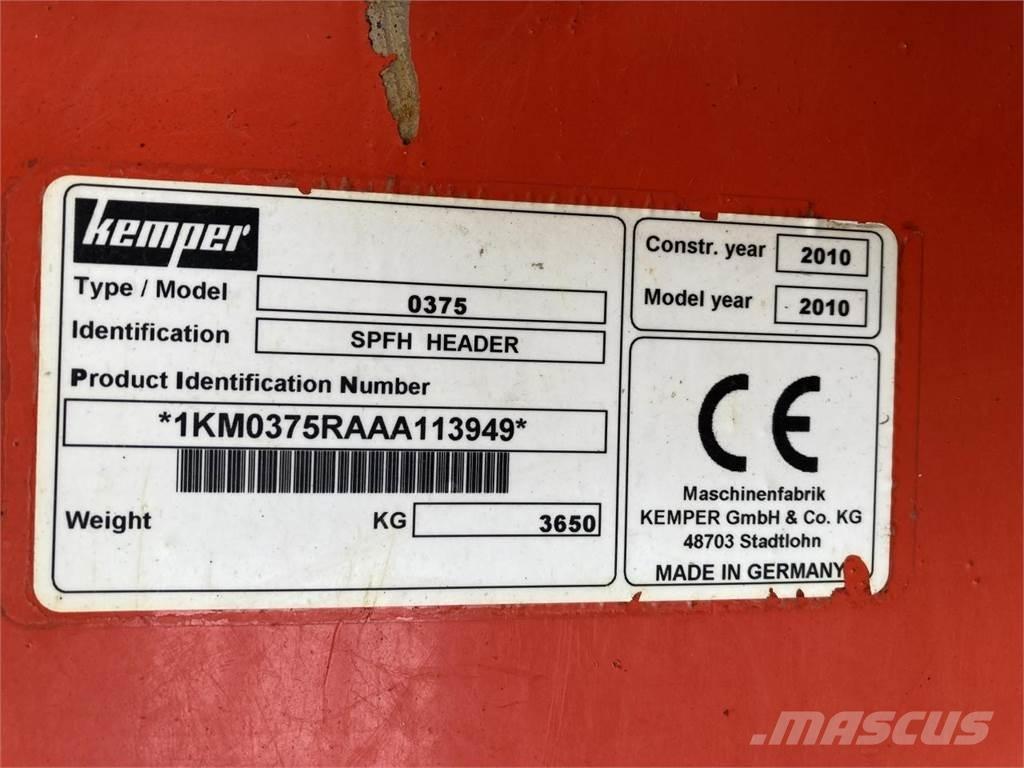 kemper
Type / Model 0375
Identification SPFH HEADER
Product Identification Number
*1KM0375RAAA113949*
Weight KG 3650
Constr. year 2010
Model year 2010
CE
Maschinenfabrik
KEMPER GmbH & Co. KG
48703 Stadtlohn
MADE IN GERMANY
MASCUS